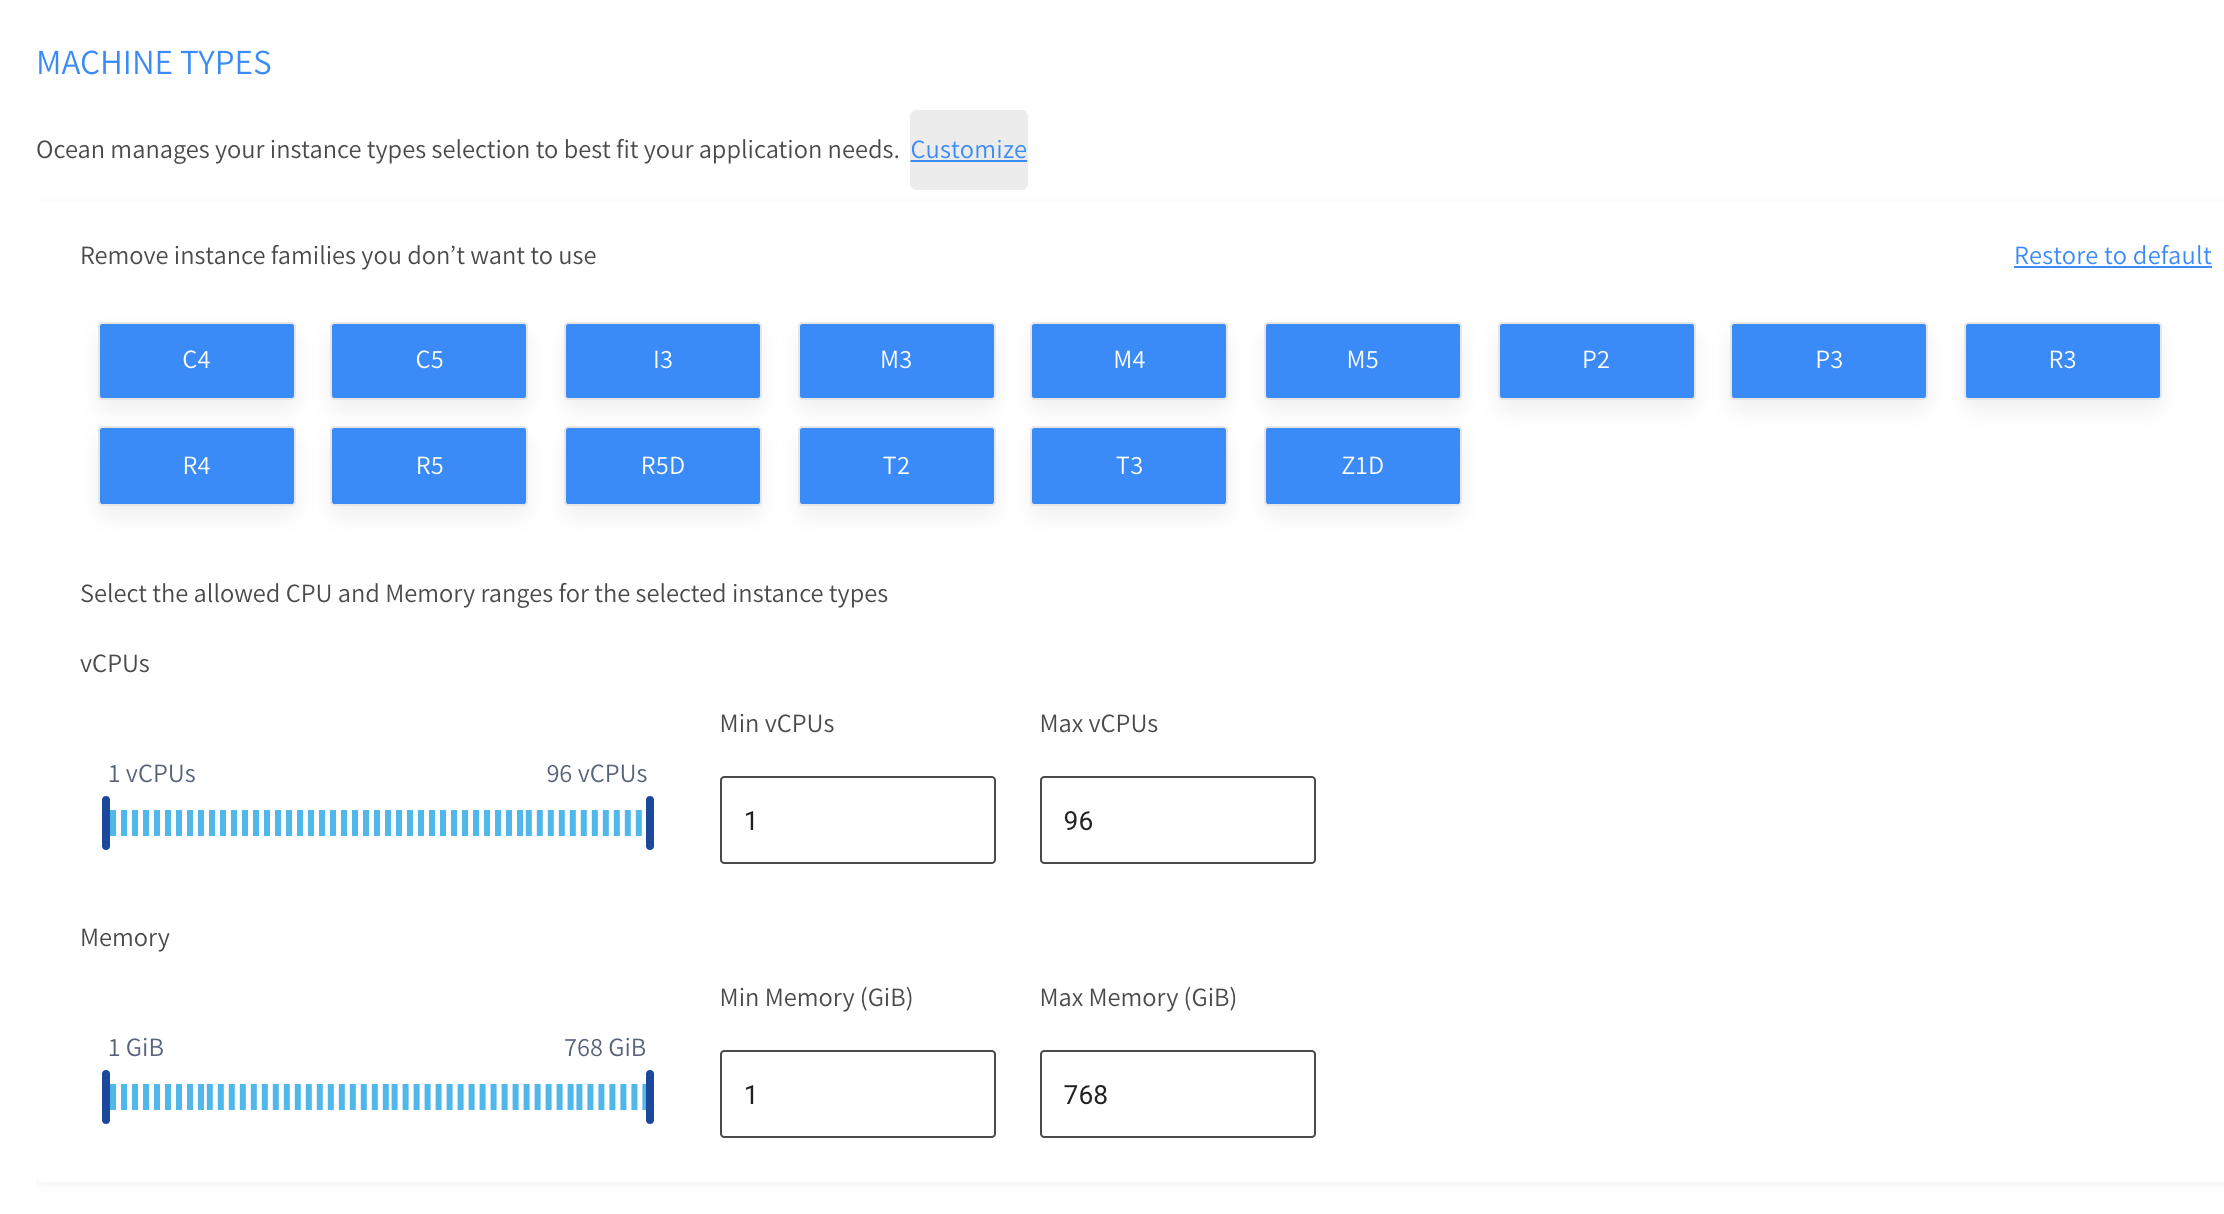 MACHINE TYPES
Ocean manages your instance types selection to best fit your application needs. Customize
Remove instance families you don’t want to use Restore to default
C4 C5 I3 M3 M4 M5 P2 P3 R3
R4 R5 R5D T2 T3 Z1D
Select the allowed CPU and Memory ranges for the selected instance types
vCPUs
Min vCPUs Max vCPUs
1 vCPUs 96 vCPUs
1 96
Memory
Min Memory (GiB) Max Memory (GiB)
1 GiB 768 GiB
1 768